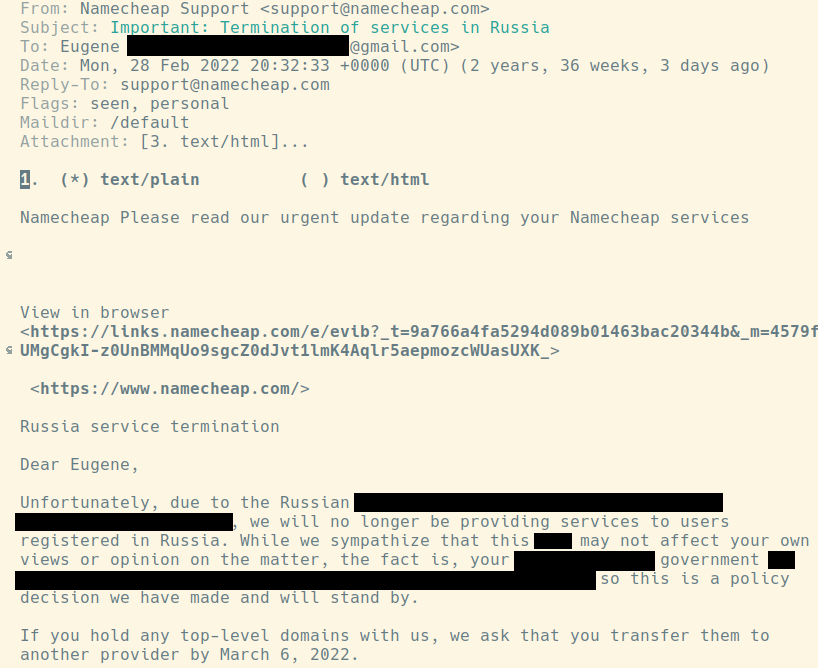 From: Namecheap Support <support@namecheap.com>
Subject: Important: Termination of services in Russia
To: Eugene @gmail.com>
Date: Mon, 28 Feb 2022 20:32:33 +0000 (UTC) (2 years, 36 weeks, 3 days ago)
Reply-To: support@namecheap.com
Flags: seen, personal
Maildir: /default
Attachment: [3. text/html]...
1. (*) text/plain ( ) text/html
Namecheap Please read our urgent update regarding your Namecheap services
View in browser
<https://links.namecheap.com/e/evib?_t=9a766a4fa5294d089b01463bac20344b&_m=4579f
UMgCgkI-z0UnBMMqUo9sgcZ0dJvt1lmK4Aqlr5aepmozcWUasUXK_>
<https://www.namecheap.com/>
Russia service termination
Dear Eugene,
Unfortunately, due to the Russian
, we will no longer be providing services to users
registered in Russia. While we sympathize that this may not affect your own
views or opinion on the matter, the fact is, your government
so this is a policy
decision we have made and will stand by.
If you hold any top-level domains with us, we ask that you transfer them to
another provider by March 6, 2022.